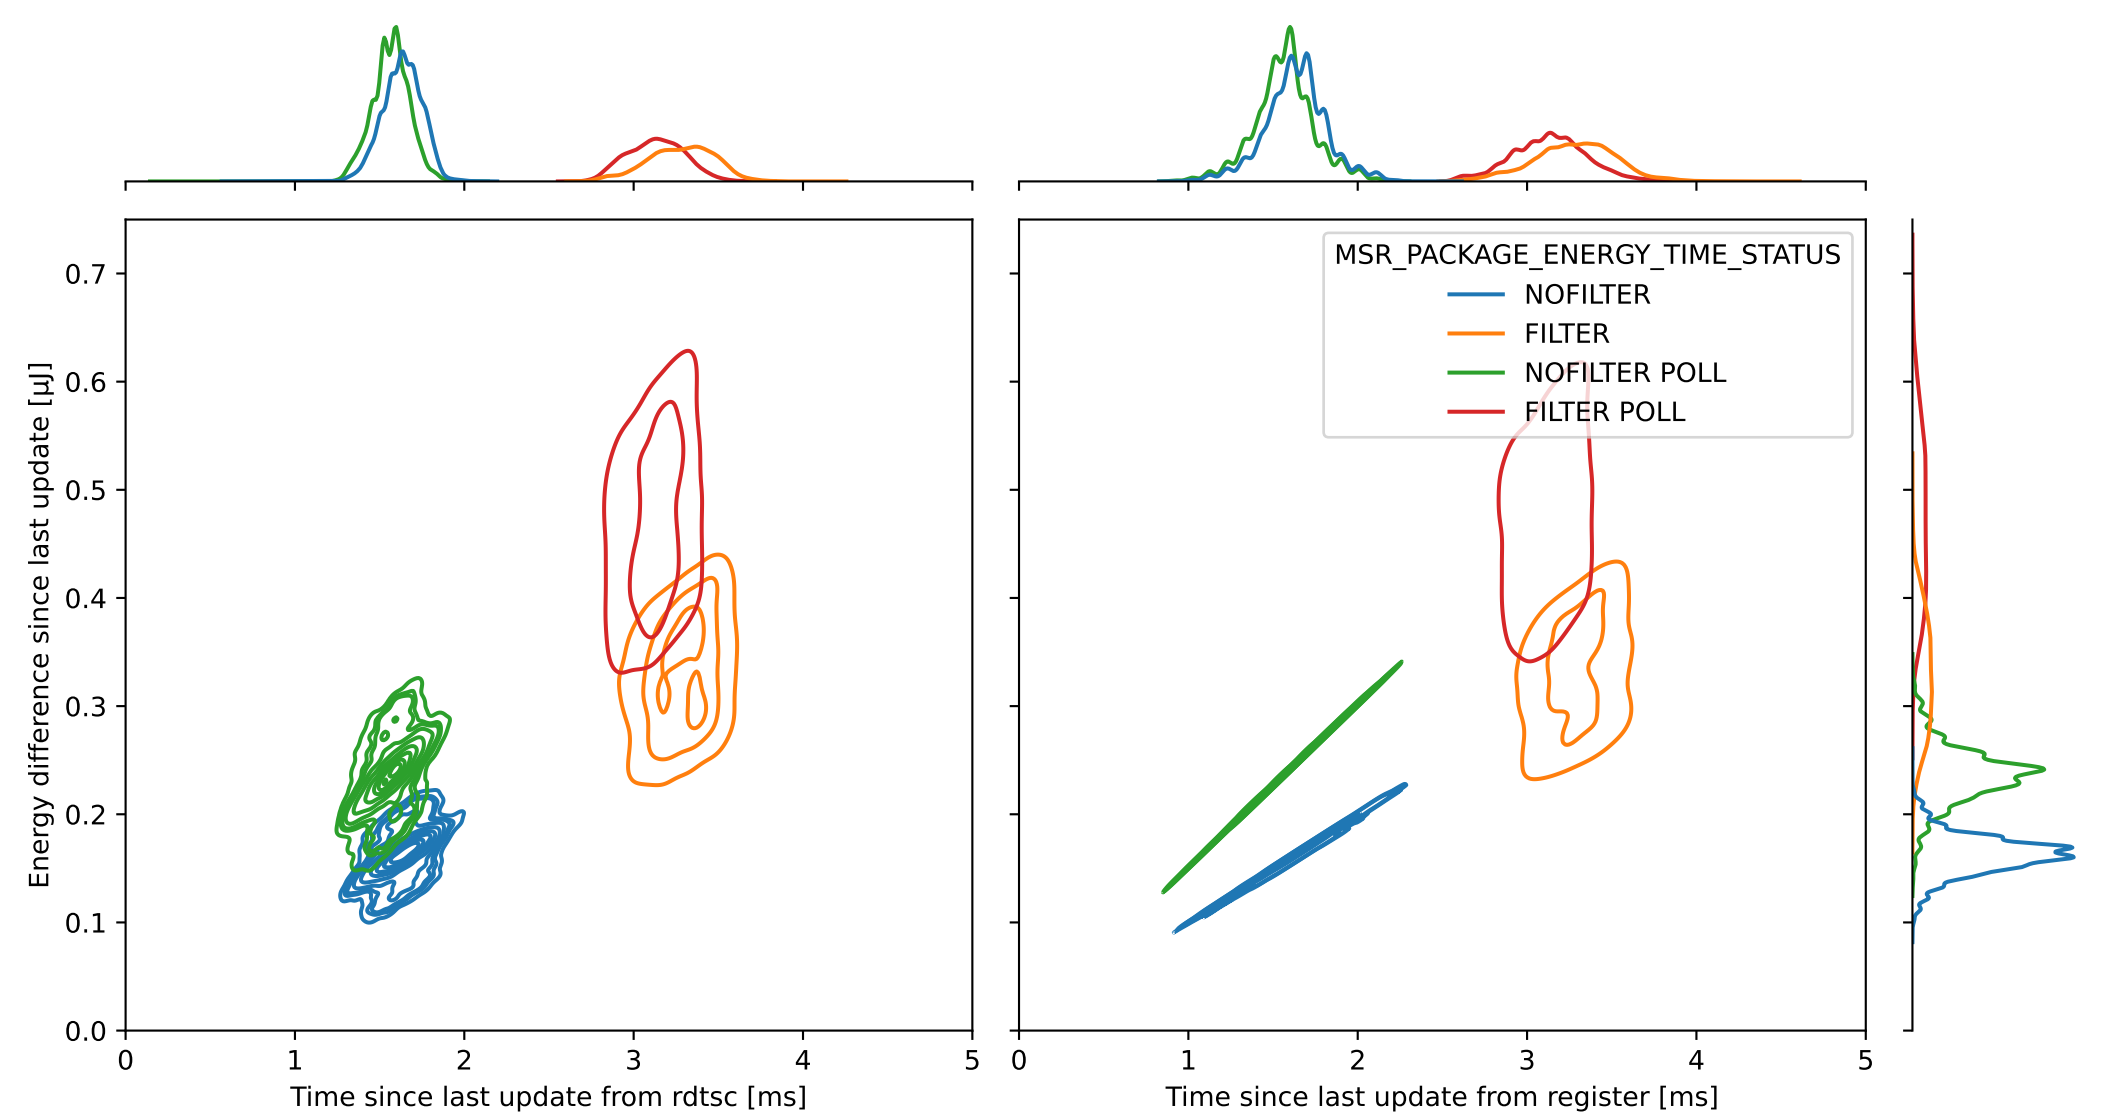 MSR_PACKAGE_ENERGY_TIME_STATUS
NOFILTER
FILTER
NOFILTER POLL
FILTER POLL
Energy difference since last update [µJ]
0.7
0.6
0.5
0.4
0.3
0.2
0.1
0.0
0 1 2 3 4 5
0 1 2 3 4 5
Time since last update from rdtsc [ms]
Time since last update from register [ms]